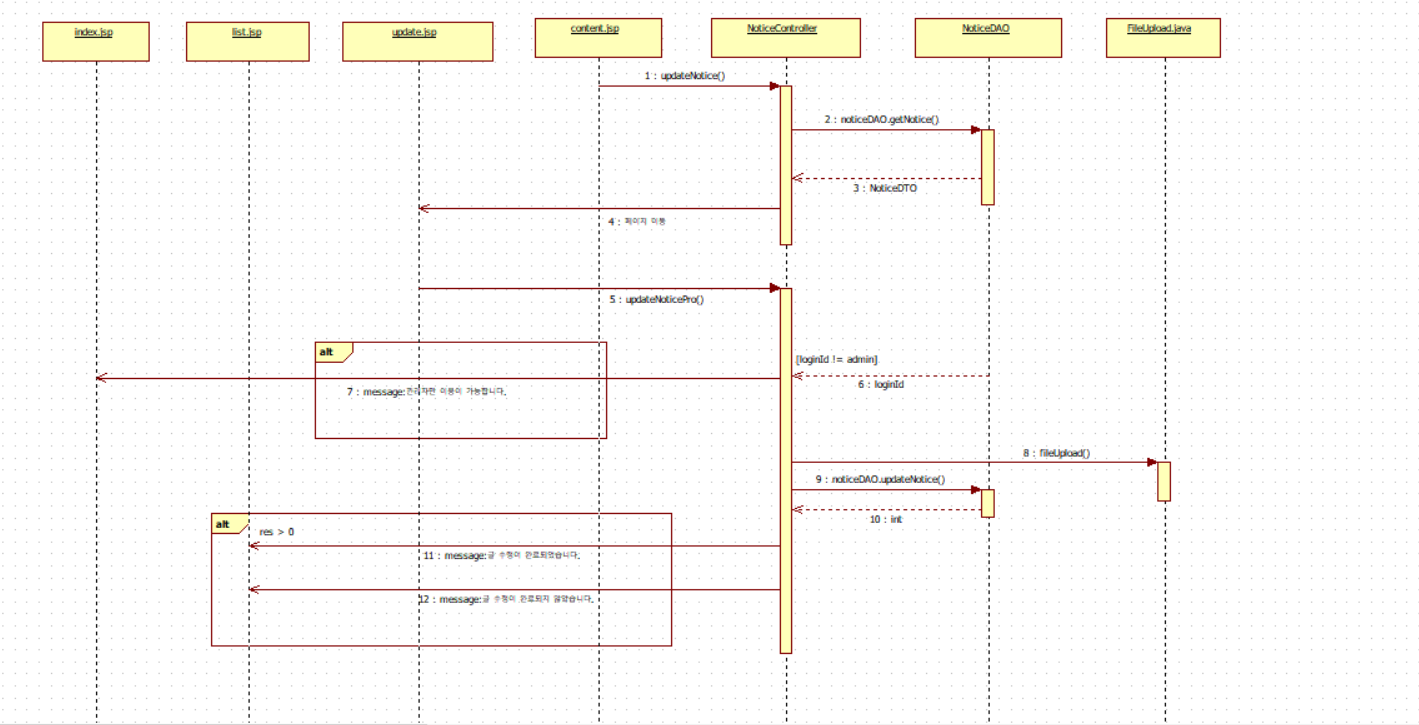 index.jsp
list.jsp
update.jsp
content.jsp
NoticeController
NoticeDAO
FileUpload.java
1 : updateNotice()
2 : noticeDAO.getNotice()
3 : NoticeDTO
4 : 페이지 이동
5 : updateNoticePro()
alt
[loginId != admin]
6 : loginId
7 : message:관리자만 이용이 가능합니다.
8 : fileUpload()
9 : noticeDAO.updateNotice()
10 : int
alt
res > 0
11 : message:글 수정이 완료되었습니다.
12 : message:글 수정이 완료되지 않았습니다.